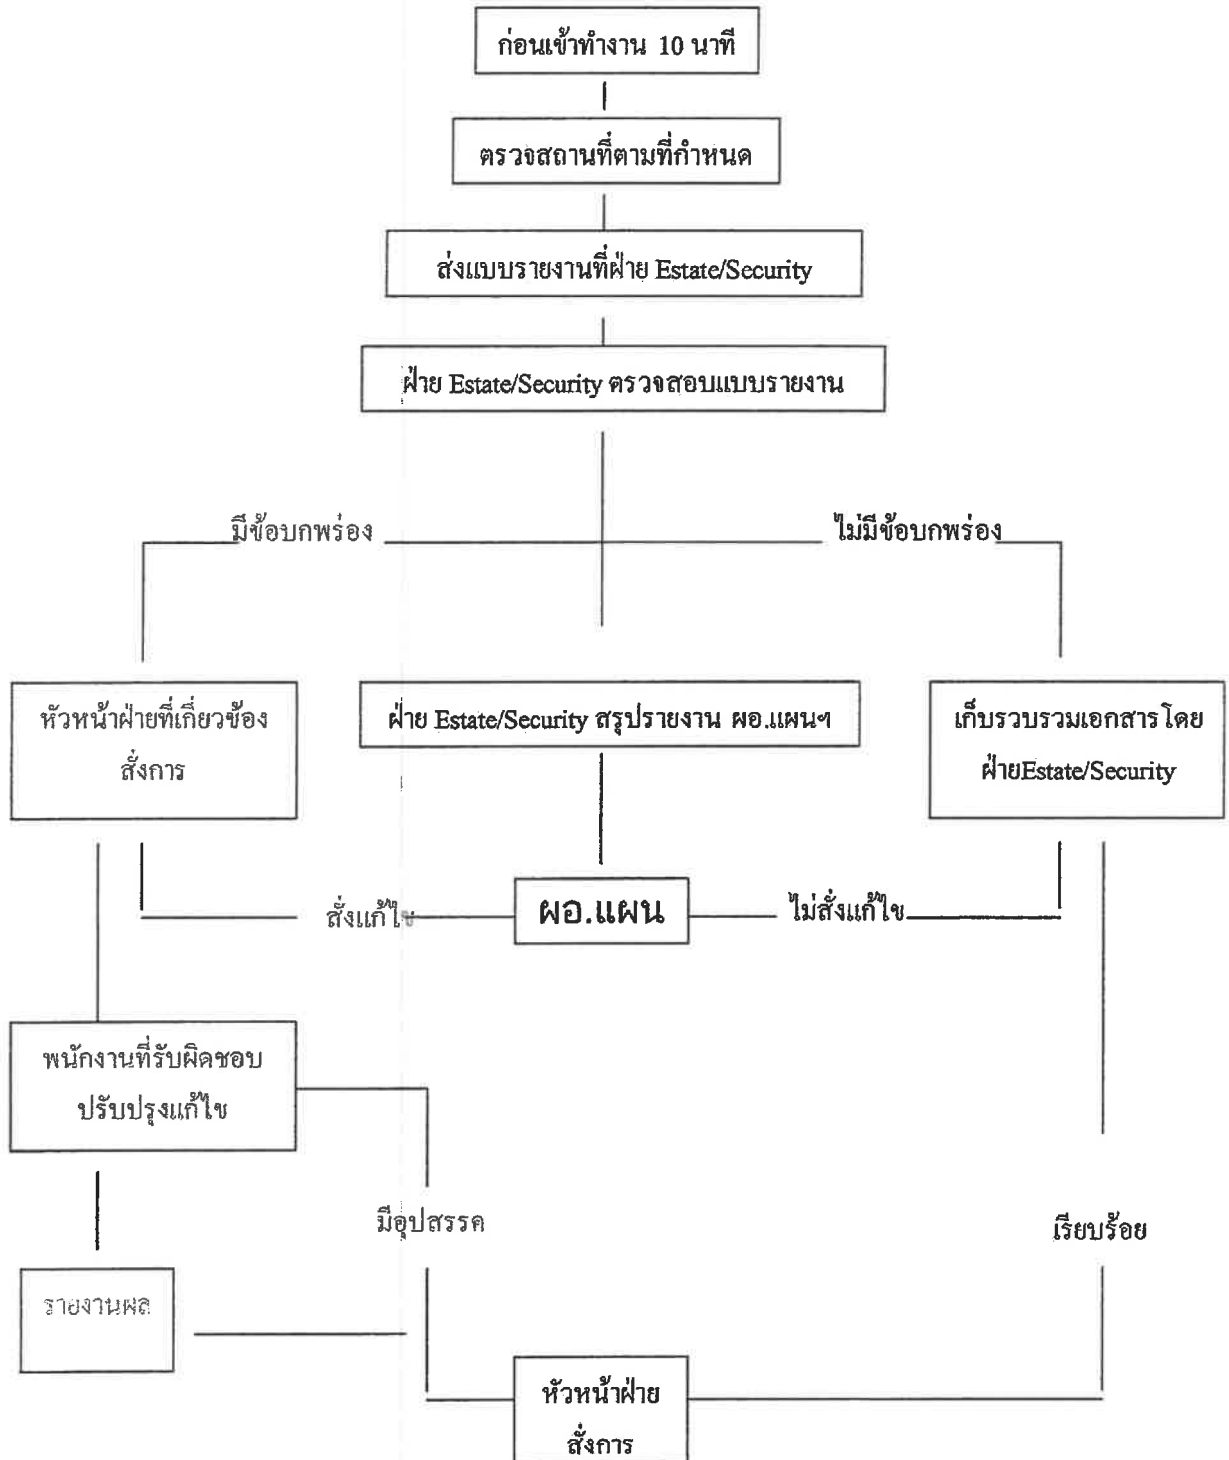 ก่อนเข้าทำงาน 10 นาที
ตรวจสถานที่ตามที่กำหนด
ส่งแบบรายงานที่ฝ่าย Estate/Security
ฝ่าย Estate/Security ตรวจสอบแบบรายงาน
มีข้อบกพร่อง
ไม่มีข้อบกพร่อง
หัวหน้าฝ่ายที่เกี่ยวข้อง
สั่งการ
ฝ่าย Estate/Security สรุปรายงาน ผอ.แผนฯ
เก็บรวบรวมเอกสารโดย
ฝ่ายEstate/Security
สั่งแก้ไข
ผอ.แผน
ไม่สั่งแก้ไข
พนักงานที่รับผิดชอบ
ปรับปรุงแก้ไข
มีอุปสรรค
เรียบร้อย
รายงานผล
หัวหน้าฝ่าย
สั่งการ